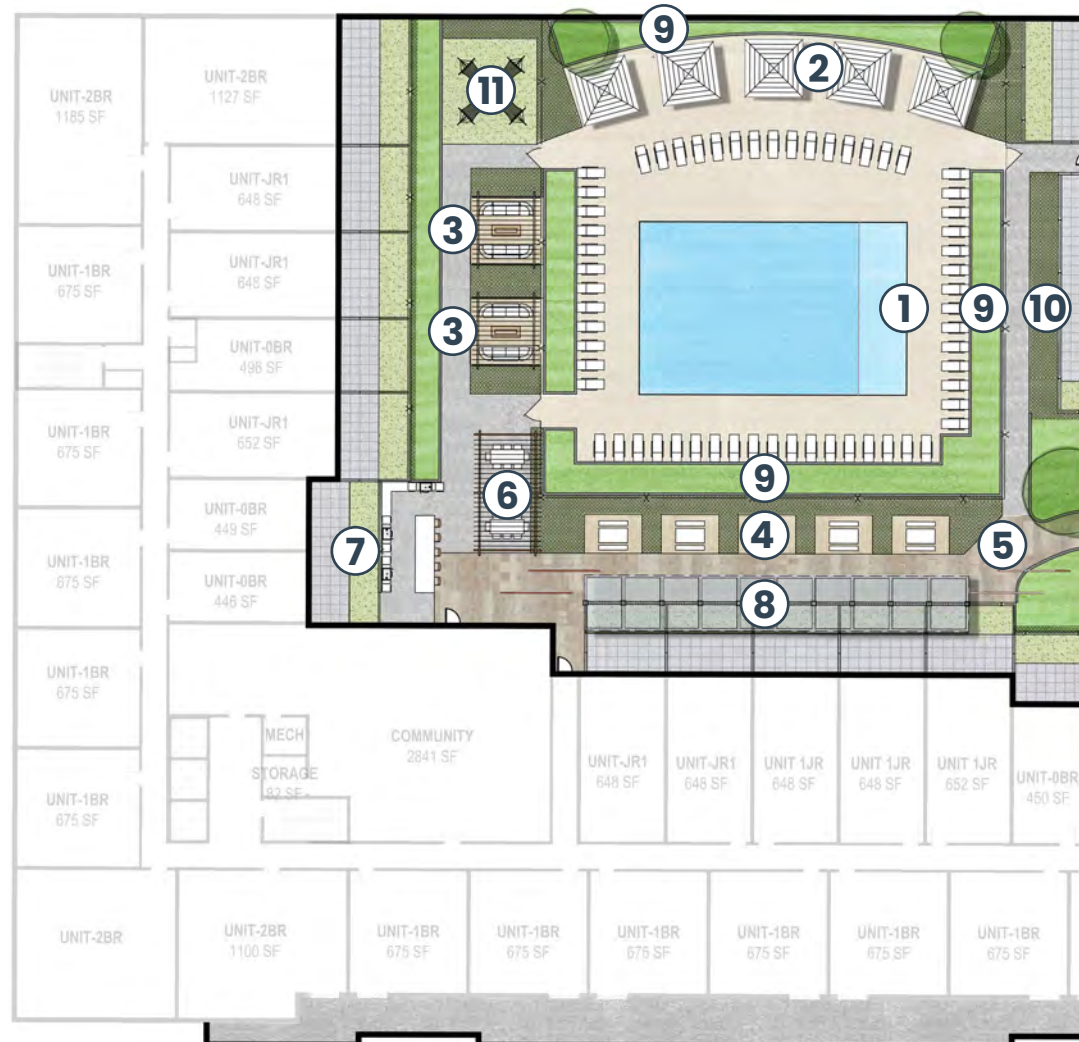 9
2
11
UNIT-2BR
1127 SF
UNIT-2BR
1185 SF
UNIT-JR1
648 SF
3
UNIT-JR1
648 SF
UNIT-1BR
675 SF
3
1
9
10
UNIT-0BR
496 SF
UNIT-JR1
652 SF
UNIT-1BR
675 SF
9
6
UNIT-0BR
449 SF
4
5
7
UNIT-1BR
675 SF
UNIT-0BR
446 SF
8
UNIT-1BR
675 SF
MECH
COMMUNITY
2841 SF
STORAGE
82 SF
UNIT-JR1
648 SF
UNIT-JR1
648 SF
UNIT 1JR
648 SF
UNIT 1JR
648 SF
UNIT 1JR
652 SF
UNIT-0BR
450 SF
UNIT-1BR
675 SF
UNIT-2BR
UNIT-2BR
1100 SF
UNIT-1BR
675 SF
UNIT-1BR
675 SF
UNIT-1BR
675 SF
UNIT-1BR
675 SF
UNIT-1BR
675 SF
UNIT-1BR
675 SF